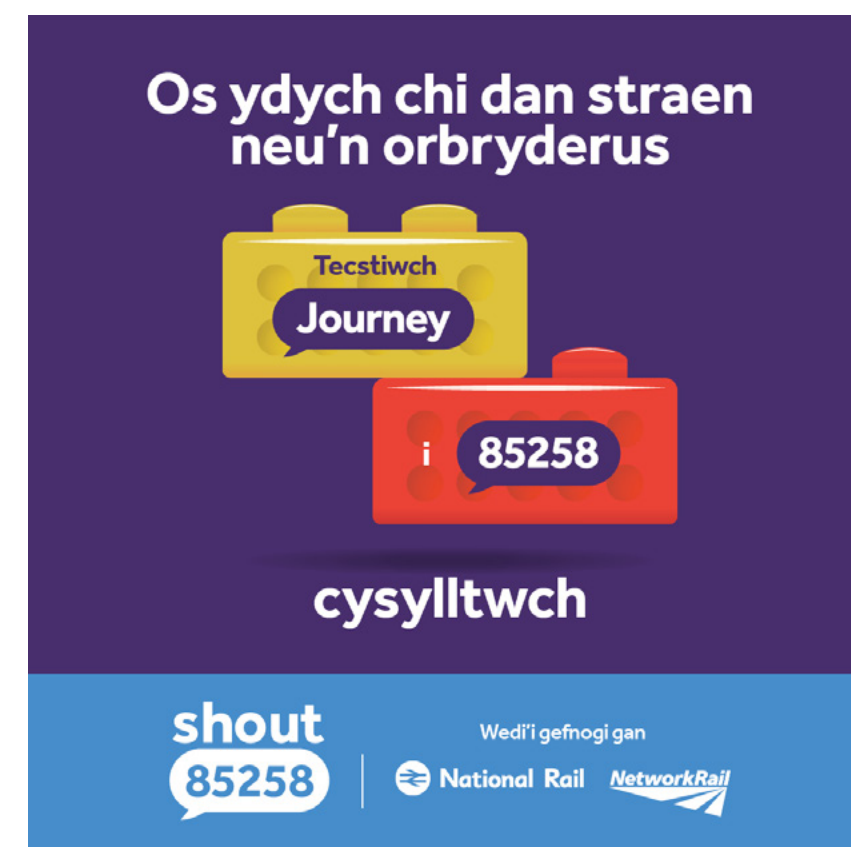 Os ydych chi dan straen
neu'n orbryderus
Tecstiwch
Journey
i 85258
cysylltwch
shout
85258
Wedi'i gefnogi gan
National Rail NetworkRail